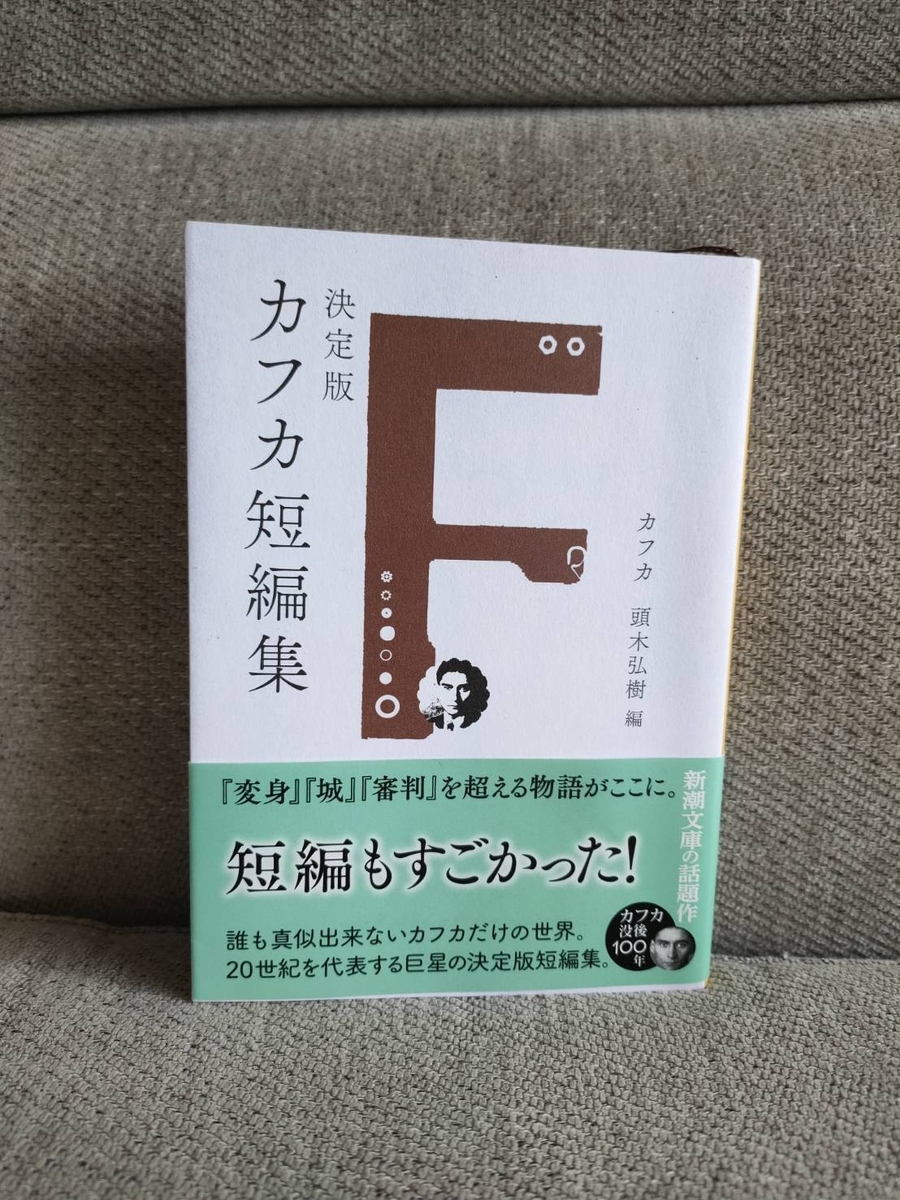 決定版
カフカ短編集
F
カフカ 頭木弘樹 編
『変身』『城』『審判』を超える物語がここに。
短編もすごかった!
誰も真似出来ないカフカだけの世界。
20世紀を代表する巨星の決定版短編集。
新潮文庫の話題作
カフカ
没後
100年